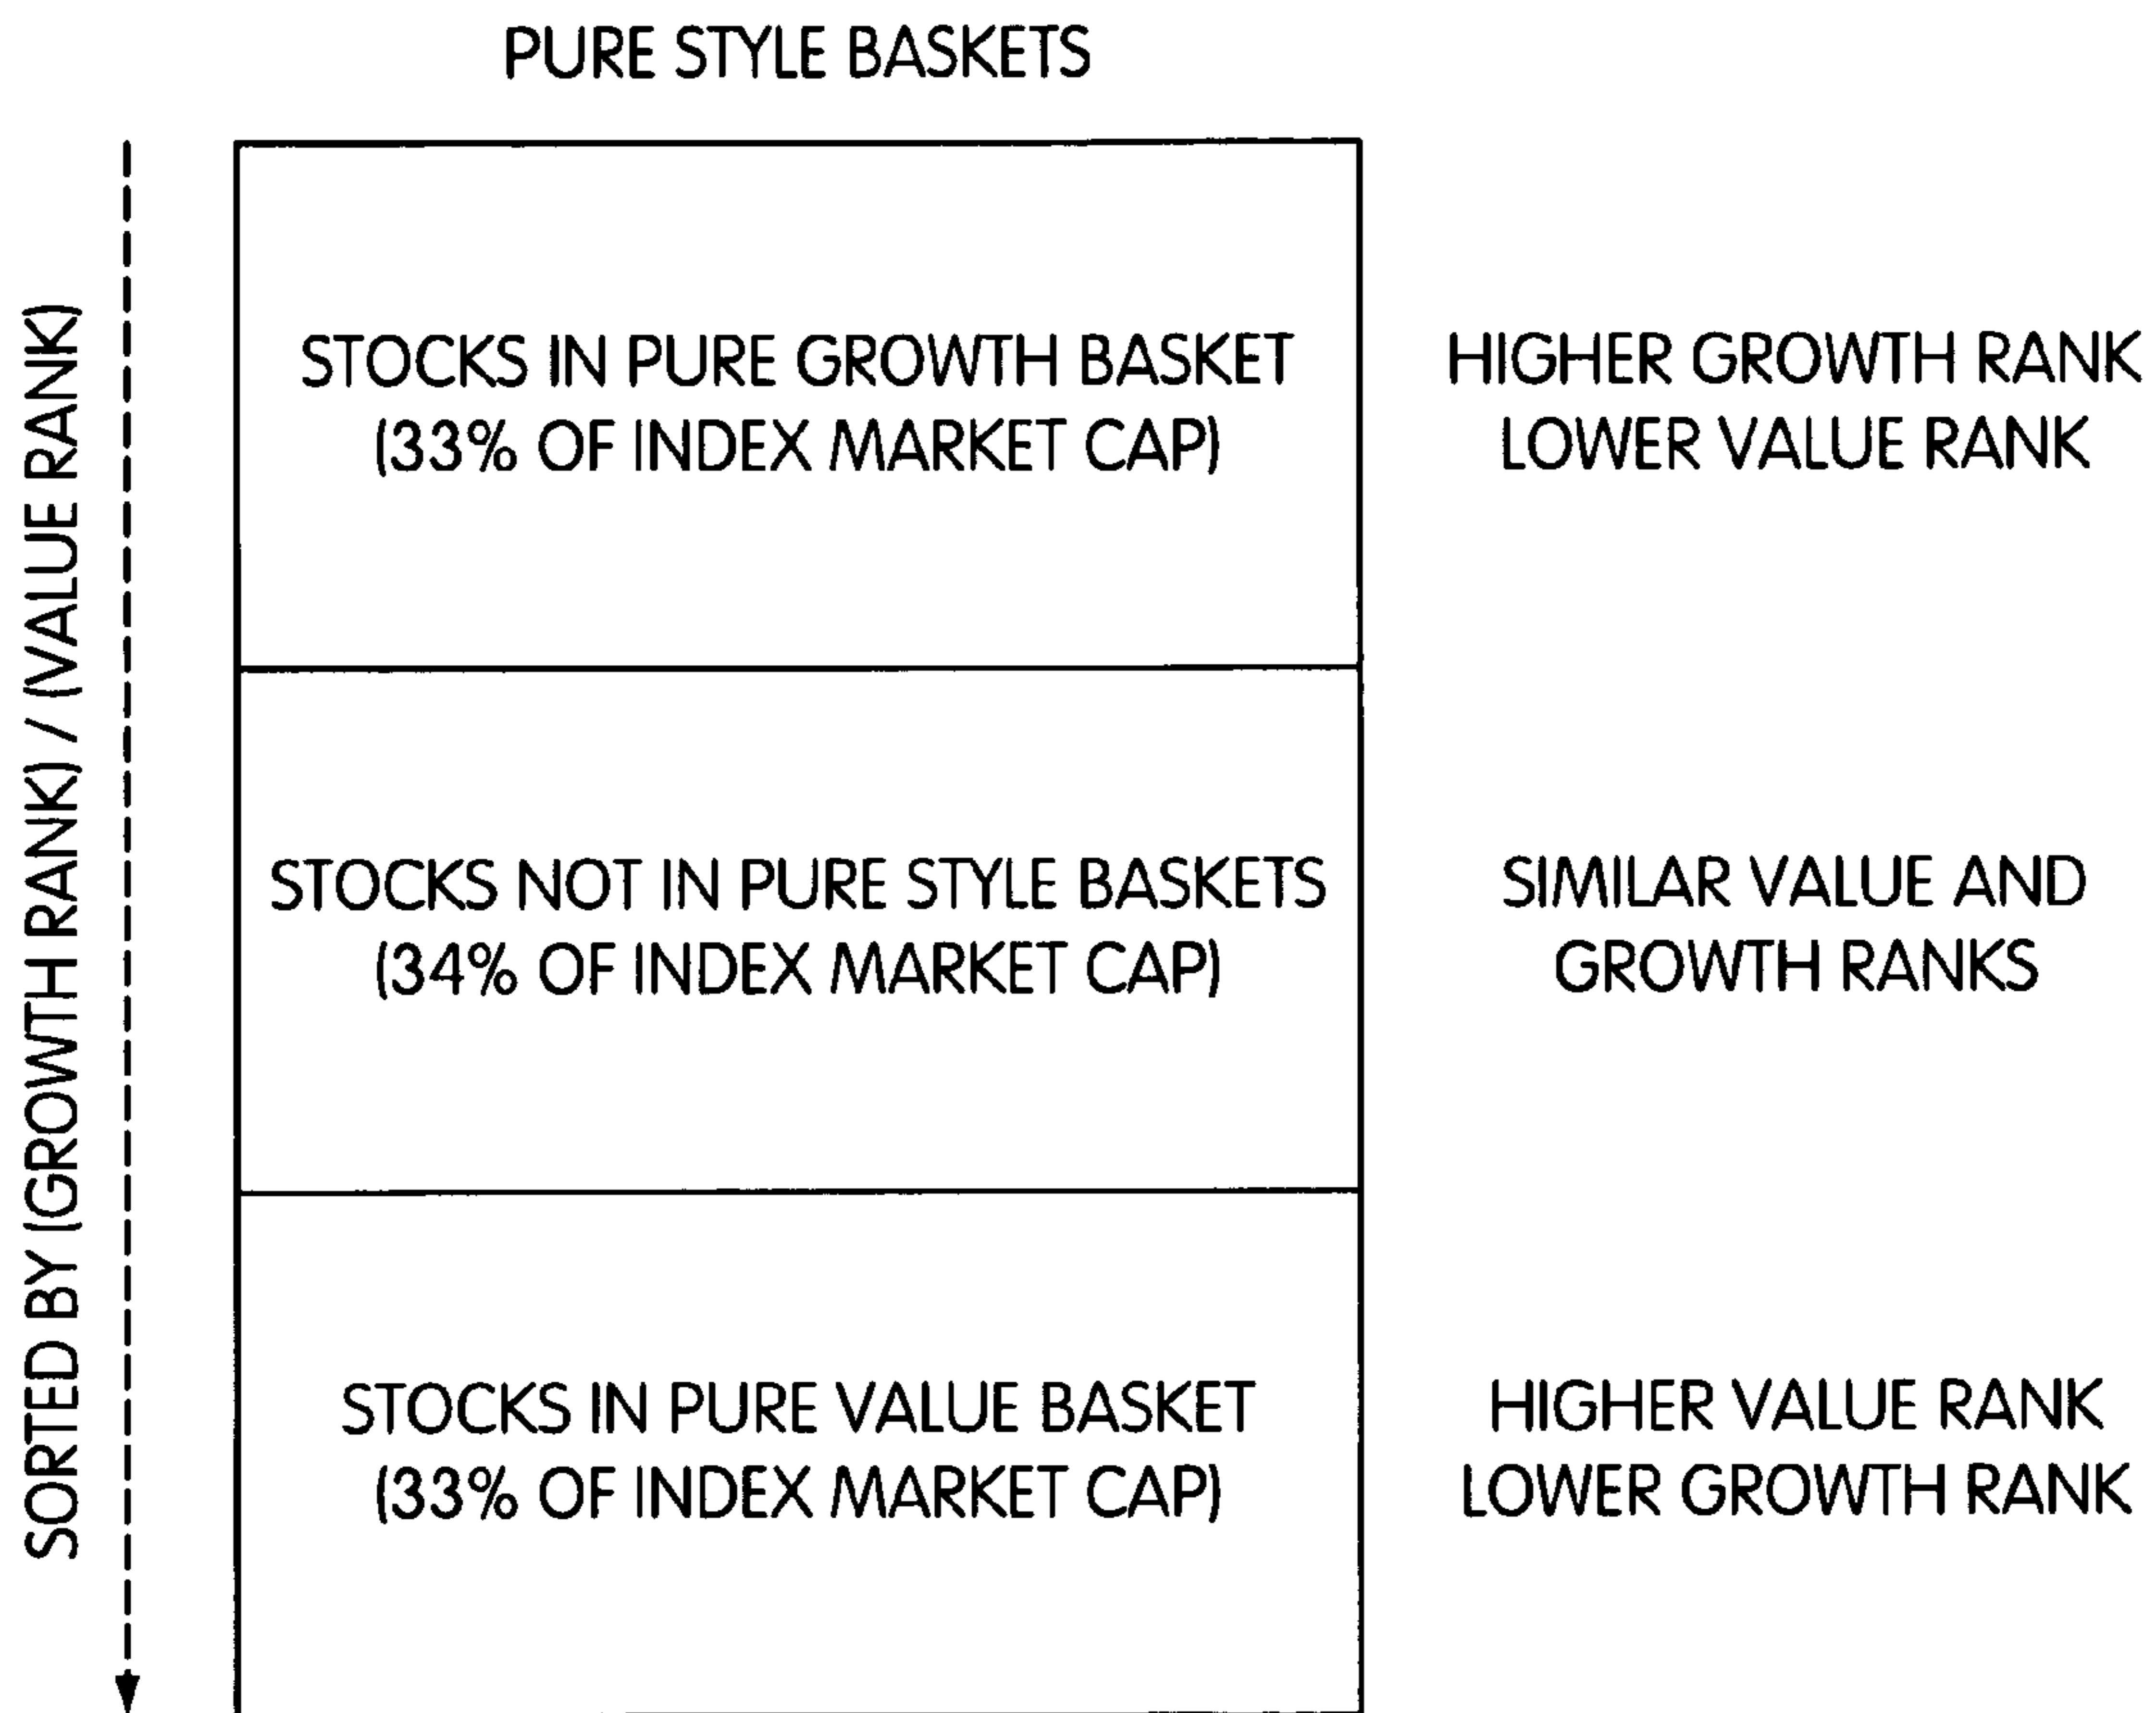 PURE STYLE BASKETS
SORTED BY (GROWTH RANK) / (VALUE RANK)
STOCKS IN PURE GROWTH BASKET
(33% OF INDEX MARKET CAP)
HIGHER GROWTH RANK
LOWER VALUE RANK
STOCKS NOT IN PURE STYLE BASKETS
(34% OF INDEX MARKET CAP)
SIMILAR VALUE AND
GROWTH RANKS
STOCKS IN PURE VALUE BASKET
(33% OF INDEX MARKET CAP)
HIGHER VALUE RANK
LOWER GROWTH RANK